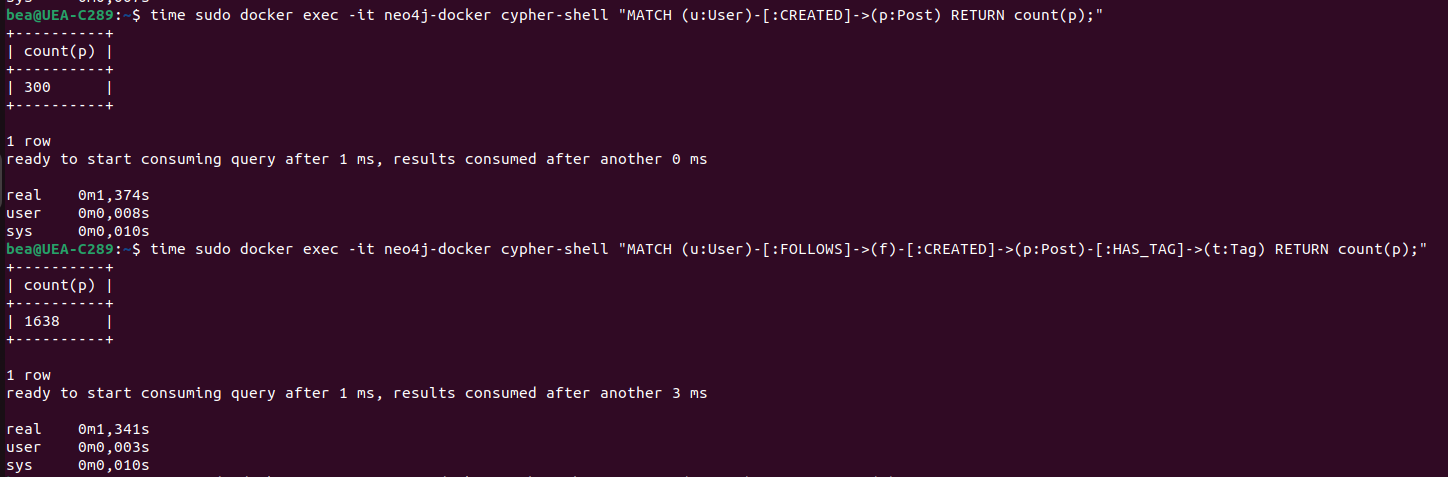 bea@UEA-C289:~$ time sudo docker exec -it neo4j-docker cypher-shell "MATCH (u:User)-[:CREATED]->(p:Post) RETURN count(p);"
+----------+
| count(p) |
+----------+
| 300      |
+----------+
1 row
ready to start consuming query after 1 ms, results consumed after another 0 ms
real    0m1,374s
user    0m0,008s
sys     0m0,010s
bea@UEA-C289:~$ time sudo docker exec -it neo4j-docker cypher-shell "MATCH (u:User)-[:FOLLOWS]->(f)-[:CREATED]->(p:Post)-[:HAS_TAG]->(t:Tag) RETURN count(p);"
+----------+
| count(p) |
+----------+
| 1638     |
+----------+
1 row
ready to start consuming query after 1 ms, results consumed after another 3 ms
real    0m1,341s
user    0m0,003s
sys     0m0,010s